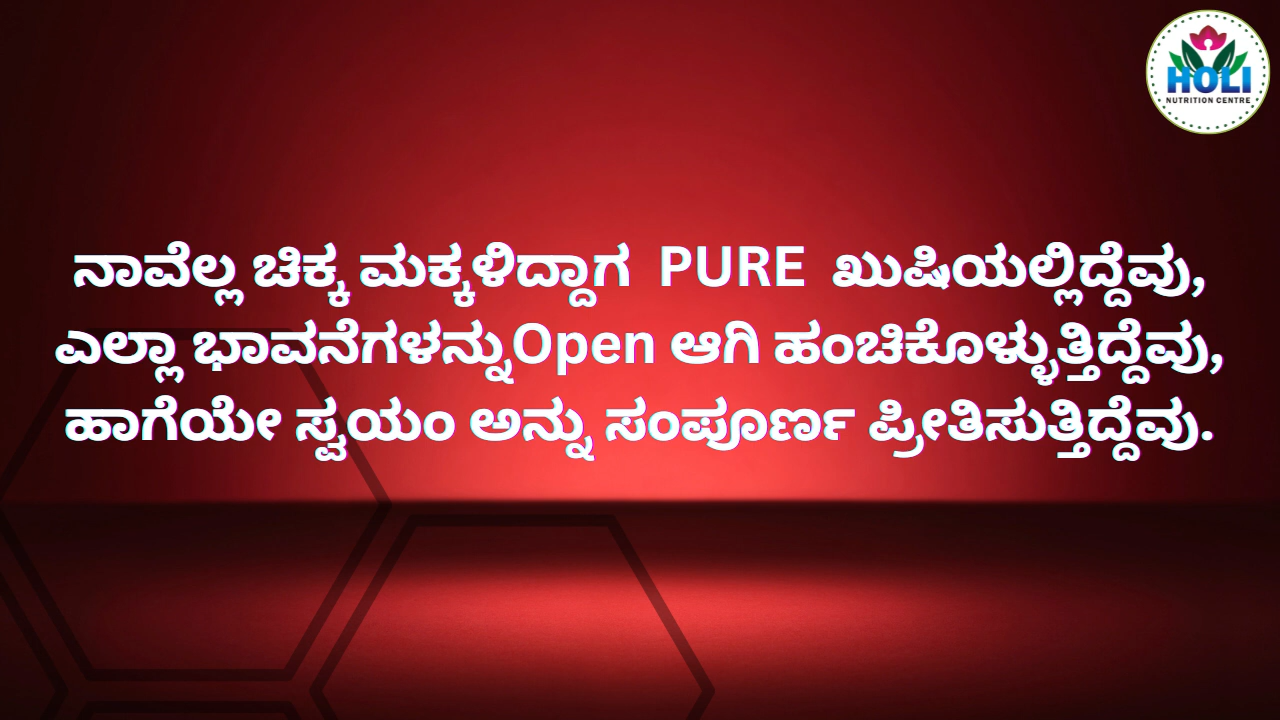 HOLI
NUTRITION CENTRE
ನಾವೆಲ್ಲ ಚಿಕ್ಕ ಮಕ್ಕಳಿದ್ದಾಗ PURE ಖುಷಿಯಲ್ಲಿದ್ದೆವು,
ಎಲ್ಲಾ ಭಾವನೆಗಳನ್ನುOpen ಆಗಿ ಹಂಚಿಕೊಳ್ಳುತ್ತಿದ್ದೆವು,
ಹಾಗೆಯೇ ಸ್ವಯಂ ಅನ್ನು ಸಂಪೂರ್ಣ ಪ್ರೀತಿಸುತ್ತಿದ್ದೆವು.